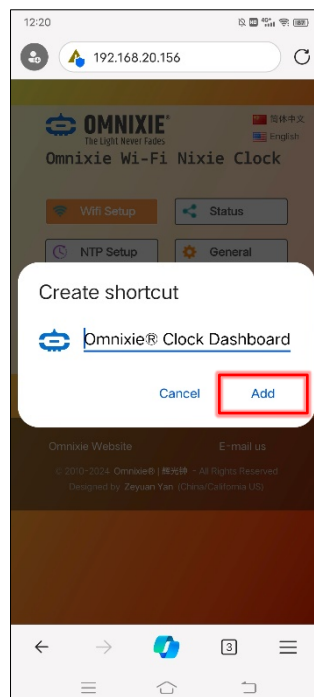 12:20
192.168.20.156
OMNIXIE®
The Light Never Fades
简体中文
English
Omnixie Wi-Fi Nixie Clock
Wifi Setup
Status
NTP Setup
General
Create shortcut
Omnixie® Clock Dashboard
Cancel
Add
Omnixie Website
E-mail us
© 2010-2024 Omnixie® | 辉光钟 - All Rights Reserved
Designed by Zeyuan Yan (China/California US)
3